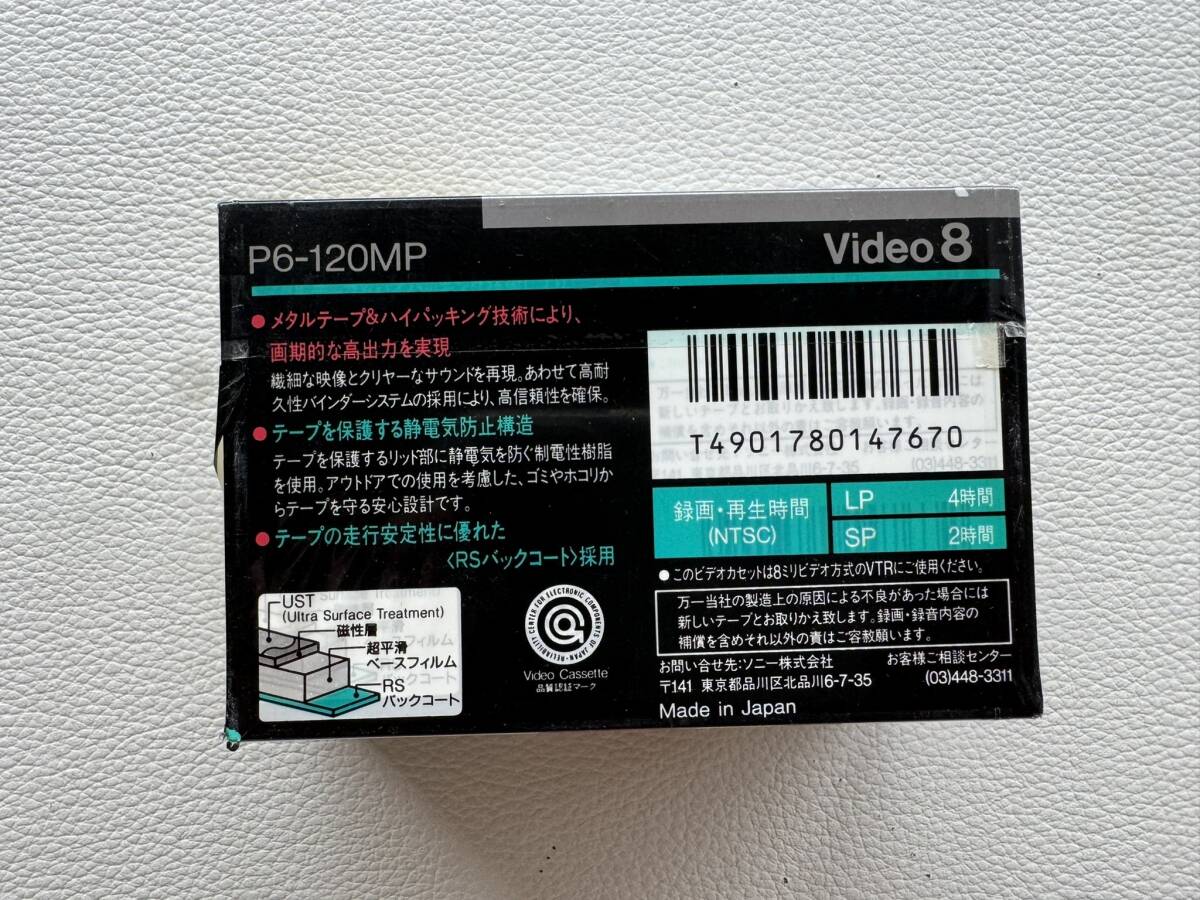 P6-120MP
Video 8
●メタルテープ&ハイパッキング技術により、
画期的な高出力を実現
繊細な映像とクリヤーなサウンドを再現。あわせて高耐
久性バインダーシステムの採用により、高信頼性を確保。
●テープを保護する静電気防止構造
テープを保護するリッド部に静電気を防ぐ制電性樹脂
を使用。アウトドアでの使用を考慮した、ゴミやホコリか
らテープを守る安心設計です。
●テープの走行安定性に優れた
〈RSバックコート〉採用
UST
(Ultra Surface Treatment)
磁性層
超平滑
ベースフィルム
RS
バックコート
RELIABILITY CENTER FOR ELECTRONIC COMPONENTS OF JAPAN
Video Cassette
品質認証マーク
T4901780147670
録画・再生時間
(NTSC)
LP 4時間
SP 2時間
●このビデオカセットは8ミリビデオ方式のVTRにご使用ください。
万一当社の製造上の原因による不良があった場合には
新しいテープとお取りかえ致します。録画・録音内容の
補償を含めそれ以外の責はご容赦願います。
お問い合せ先:ソニー株式会社 お客様ご相談センター
〒141 東京都品川区北品川6-7-35 (03)448-3311
Made in Japan